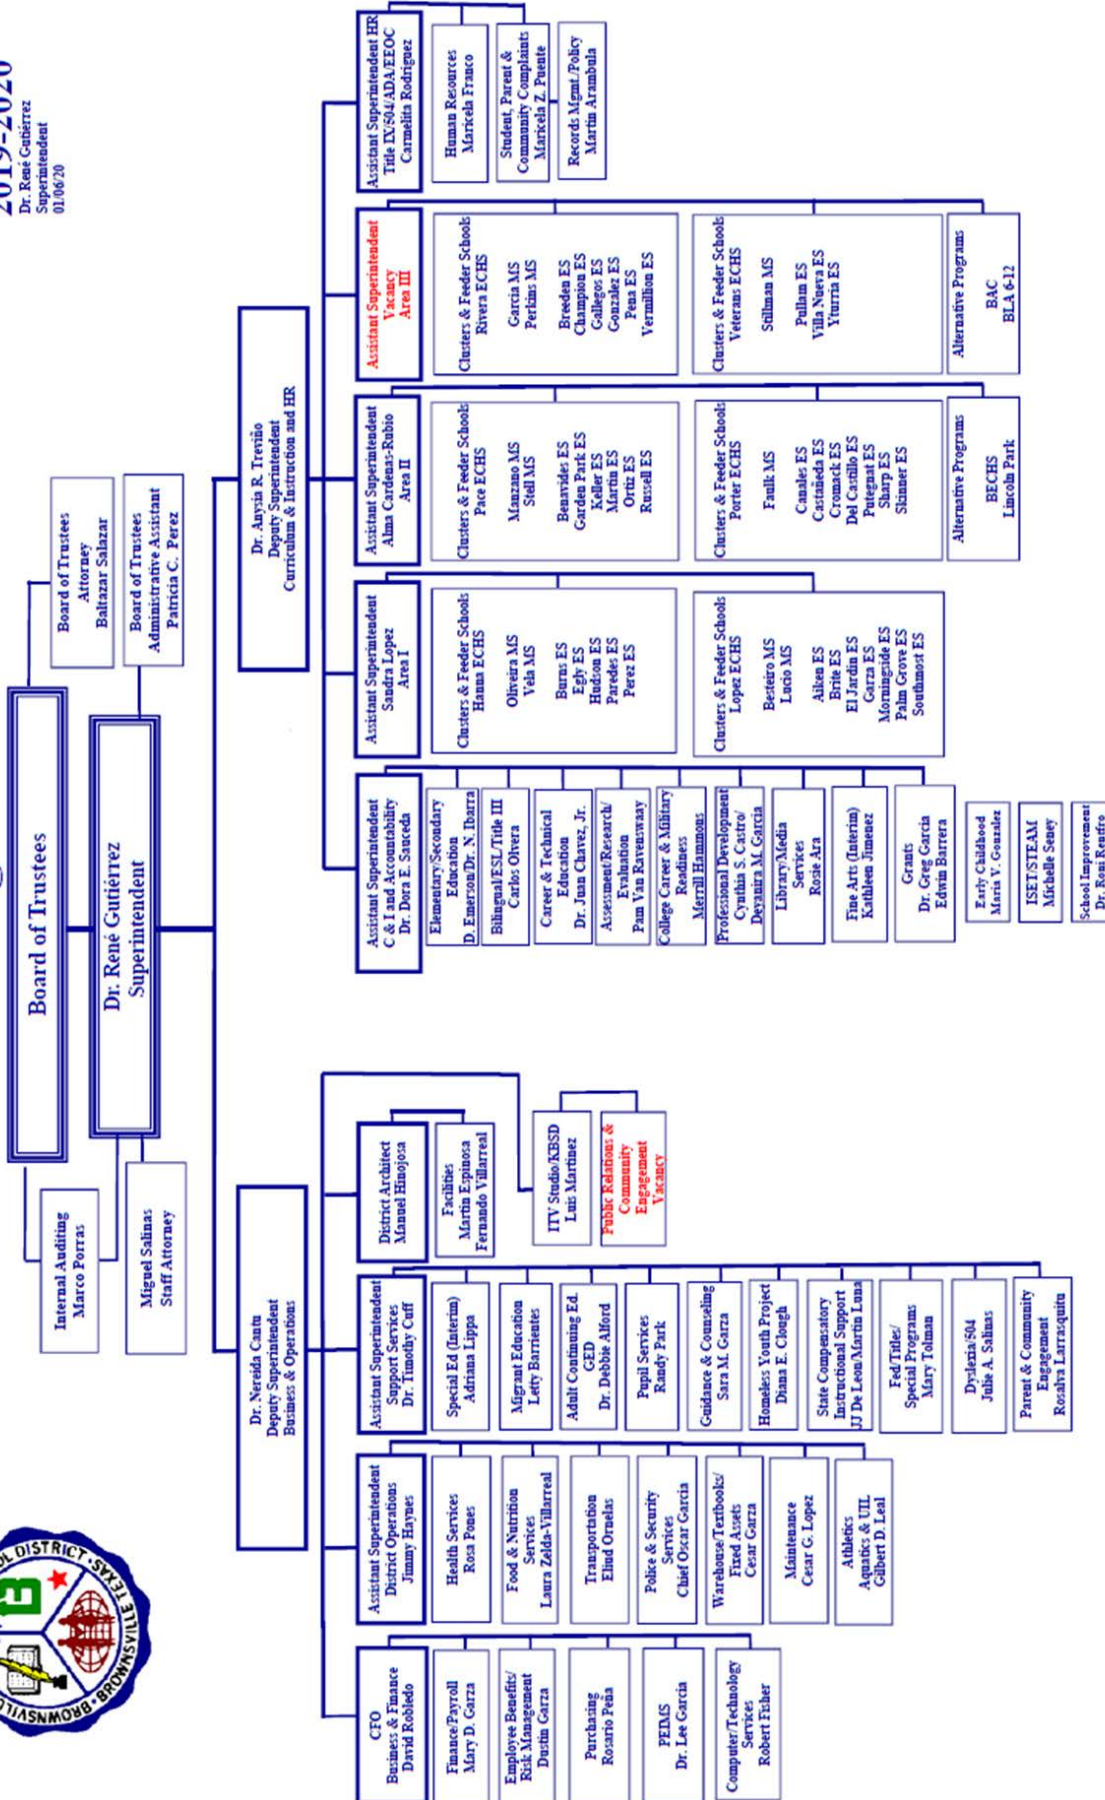 2019-2020
Dr. René Gutiérrez
Superintendent
01/06/20
BROWNSVILLE TEXAS
DISTRICT
Board of Trustees
Board of Trustees
Attorney
Baltazar Salazar
Board of Trustees
Administrative Assistant
Patricia C. Perez
Internal Auditing
Marco Porras
Dr. René Gutiérrez
Superintendent
Miguel Salinas
Staff Attorney
Dr. Nereida Cantu
Deputy Superintendent
Business & Operations
Dr. Anysia R. Treviño
Deputy Superintendent
Curriculum & Instruction and HR
CFO
Business & Finance
David Robledo
Finance/Payroll
Mary D. Garza
Employee Benefits/
Risk Management
Dustin Garza
Purchasing
Rosario Peña
PEIMS
Dr. Lee Garcia
Computer/Technology
Services
Robert Fisher
Assistant Superintendent
District Operations
Jimmy Haynes
Health Services
Rosa Pones
Food & Nutrition
Services
Laura Zelda-Villarreal
Transportation
Eliud Ornelas
Police & Security
Services
Chief Oscar Garcia
Warehouse/Textbooks/
Fixed Assets
Cesar Garza
Maintenance
Cesar G. Lopez
Athletics
Aquatics & UIL
Gilbert D. Leal
Assistant Superintendent
Support Services
Dr. Timothy Cuff
Special Ed (Interim)
Adriana Lippa
Migrant Education
Letty Barrientes
Adult Continuing Ed.
GED
Dr. Debbie Alford
Pupil Services
Randy Park
Guidance & Counseling
Sara M. Garza
Homeless Youth Project
Diana E. Clough
State Compensatory
Instructional Support
JJ De Leon/Martin Luna
Fed/Titles/
Special Programs
Mary Tolman
Dyslexia/504
Julie A. Salinas
Parent & Community
Engagement
Rosalva Larrasquitu
District Architect
Manuel Hinojosa
Facilities
Martin Espinosa
Fernando Villarreal
ITV Studio/KBSD
Luis Martinez
Public Relations &
Community
Engagement
Vacancy
Assistant Superintendent
C & I and Accountability
Dr. Dora E. Sauceda
Elementary/Secondary
Education
D. Emerson/Dr. N. Ibarra
Bilingual/ESL/Title III
Carlos Olvera
Career & Technical
Education
Dr. Juan Chavez, Jr.
Assessment/Research/
Evaluation
Pam Van Ravenswaay
College Career & Military
Readiness
Merrill Hammons
Professional Development
Cynthia S. Castro/
Deyanira M. Garcia
Library/Media
Services
Rosie Ara
Fine Arts (Interim)
Kathleen Jimenez
Grants
Dr. Greg Garcia
Edwin Barrera
Early Childhood
Maria V. Gonzalez
ISET/STEAM
Michelle Seney
School Improvement
Dr. Roni Rentfro
Assistant Superintendent
Sandra Lopez
Area I
Clusters & Feeder Schools
Hanna ECHS
Oliveira MS
Vela MS
Burns ES
Egly ES
Hudson ES
Paredes ES
Perez ES
Clusters & Feeder Schools
Lopez ECHS
Besteiro MS
Lucio MS
Aiken ES
Brite ES
El Jardin ES
Garza ES
Morningside ES
Palm Grove ES
Southmost ES
Assistant Superintendent
Alma Cardenas-Rubio
Area II
Clusters & Feeder Schools
Pace ECHS
Manzano MS
Stell MS
Benavides ES
Garden Park ES
Keller ES
Martin ES
Ortiz ES
Russell ES
Clusters & Feeder Schools
Porter ECHS
Faulk MS
Canales ES
Castañeda ES
Cromack ES
Del Castillo ES
Putegnat ES
Sharp ES
Skinner ES
Alternative Programs
BECHS
Lincoln Park
Assistant Superintendent
Vacancy
Area III
Clusters & Feeder Schools
Rivera ECHS
Garcia MS
Perkins MS
Breeden ES
Champion ES
Gallegos ES
Gonzalez ES
Pena ES
Vermillion ES
Clusters & Feeder Schools
Veterans ECHS
Stillman MS
Pullam ES
Villa Nueva ES
Yturria ES
Alternative Programs
BAC
BLA 6-12
Assistant Superintendent HR
Title IX/504/ADA/EEOC
Carmelita Rodriguez
Human Resources
Maricela Franco
Student, Parent &
Community Complaints
Maricela Z. Puente
Records Mgmt./Policy
Martin Arambula